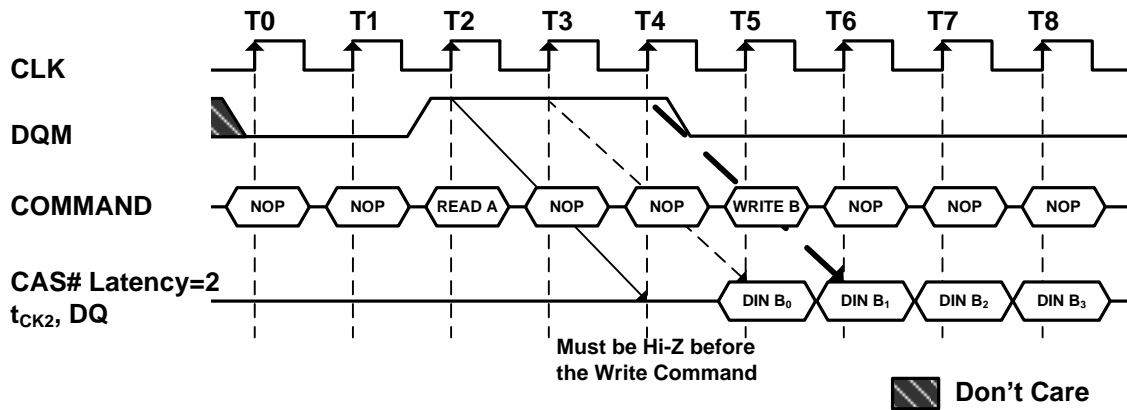 T0 T1 T2 T3 T4 T5 T6 T7 T8
CLK
DQM
COMMAND NOP NOP READ A NOP NOP WRITE B NOP NOP NOP
CAS# Latency=2
tCK2, DQ DIN B0 DIN B1 DIN B2 DIN B3
Must be Hi-Z before
the Write Command
Don't Care